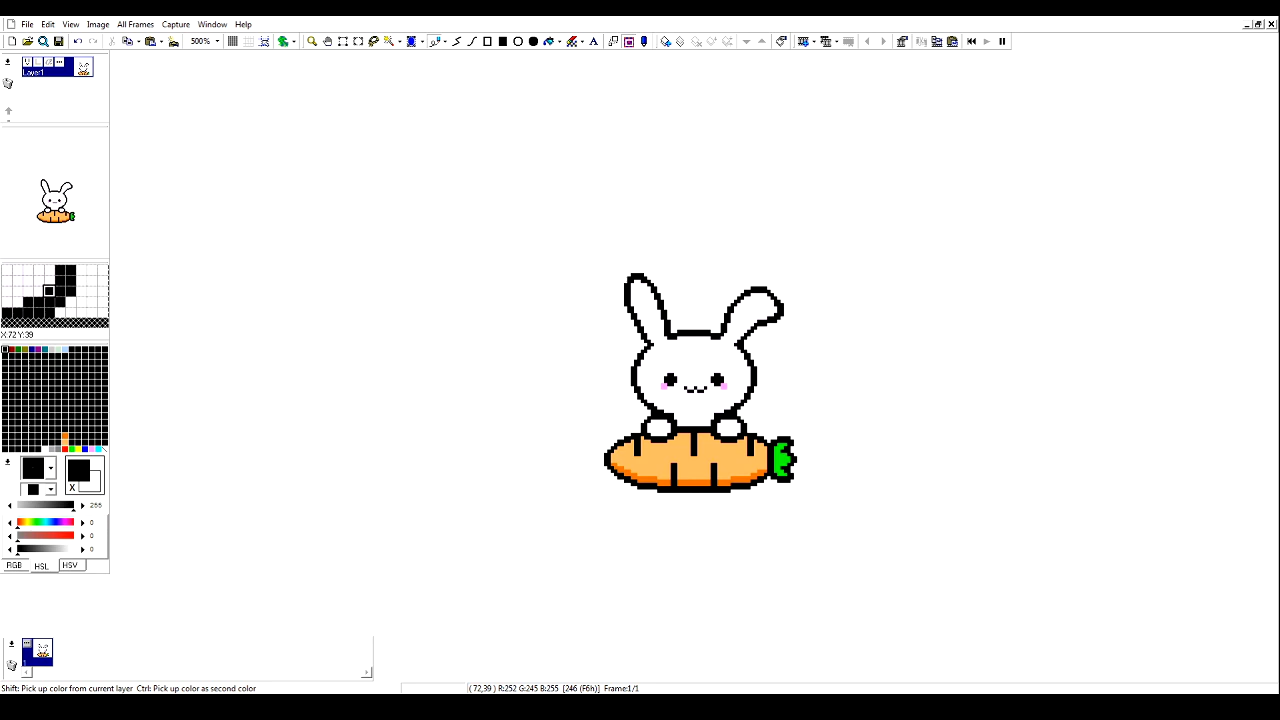 File Edit View Image All Frames Capture Window Help
500%
Layer1
X:72 Y:39
X
255
0
0
0
RGB HSL HSV
1
Shift: Pick up color from current layer Ctrl: Pick up color as second color
( 72,39 ) R:252 G:245 B:255 [246 (F6h)] Frame:1/1